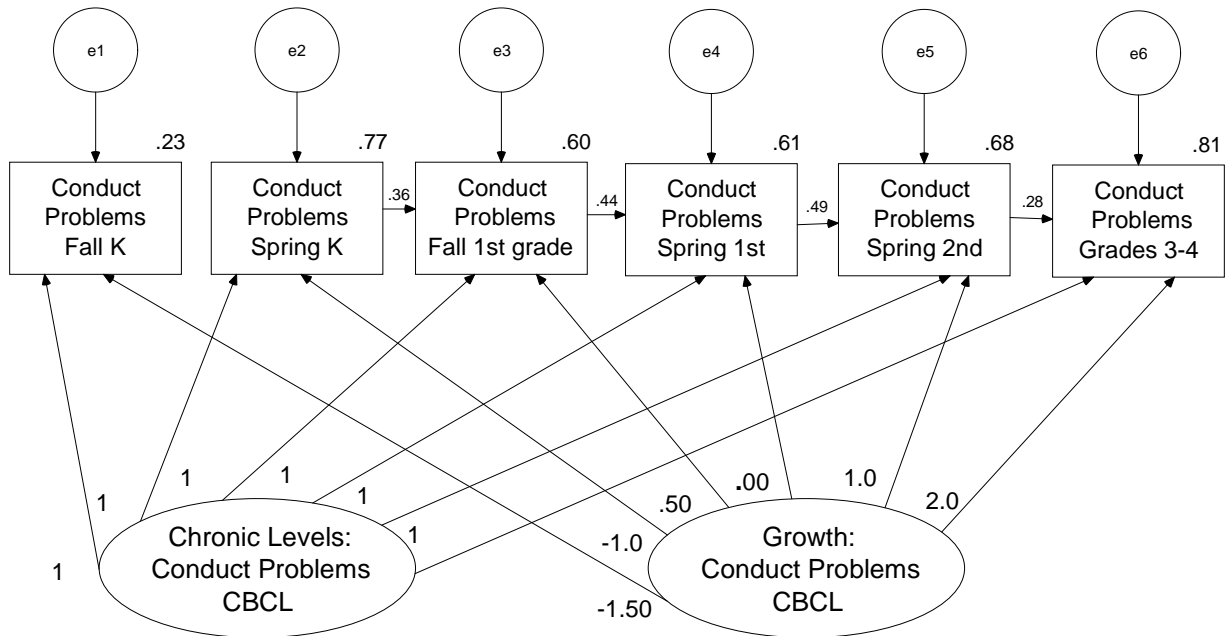 e1
e2
e3
e4
e5
e6
.23
.77
.60
.61
.68
.81
Conduct
Problems
Fall K
.36
Conduct
Problems
Spring K
.44
Conduct
Problems
Fall 1st grade
.49
Conduct
Problems
Spring 1st
.28
Conduct
Problems
Spring 2nd
Conduct
Problems
Grades 3-4
1
1
1
1
1
1
Chronic Levels:
Conduct Problems
CBCL
-1.50
-1.0
.50
.00
1.0
2.0
Growth:
Conduct Problems
CBCL